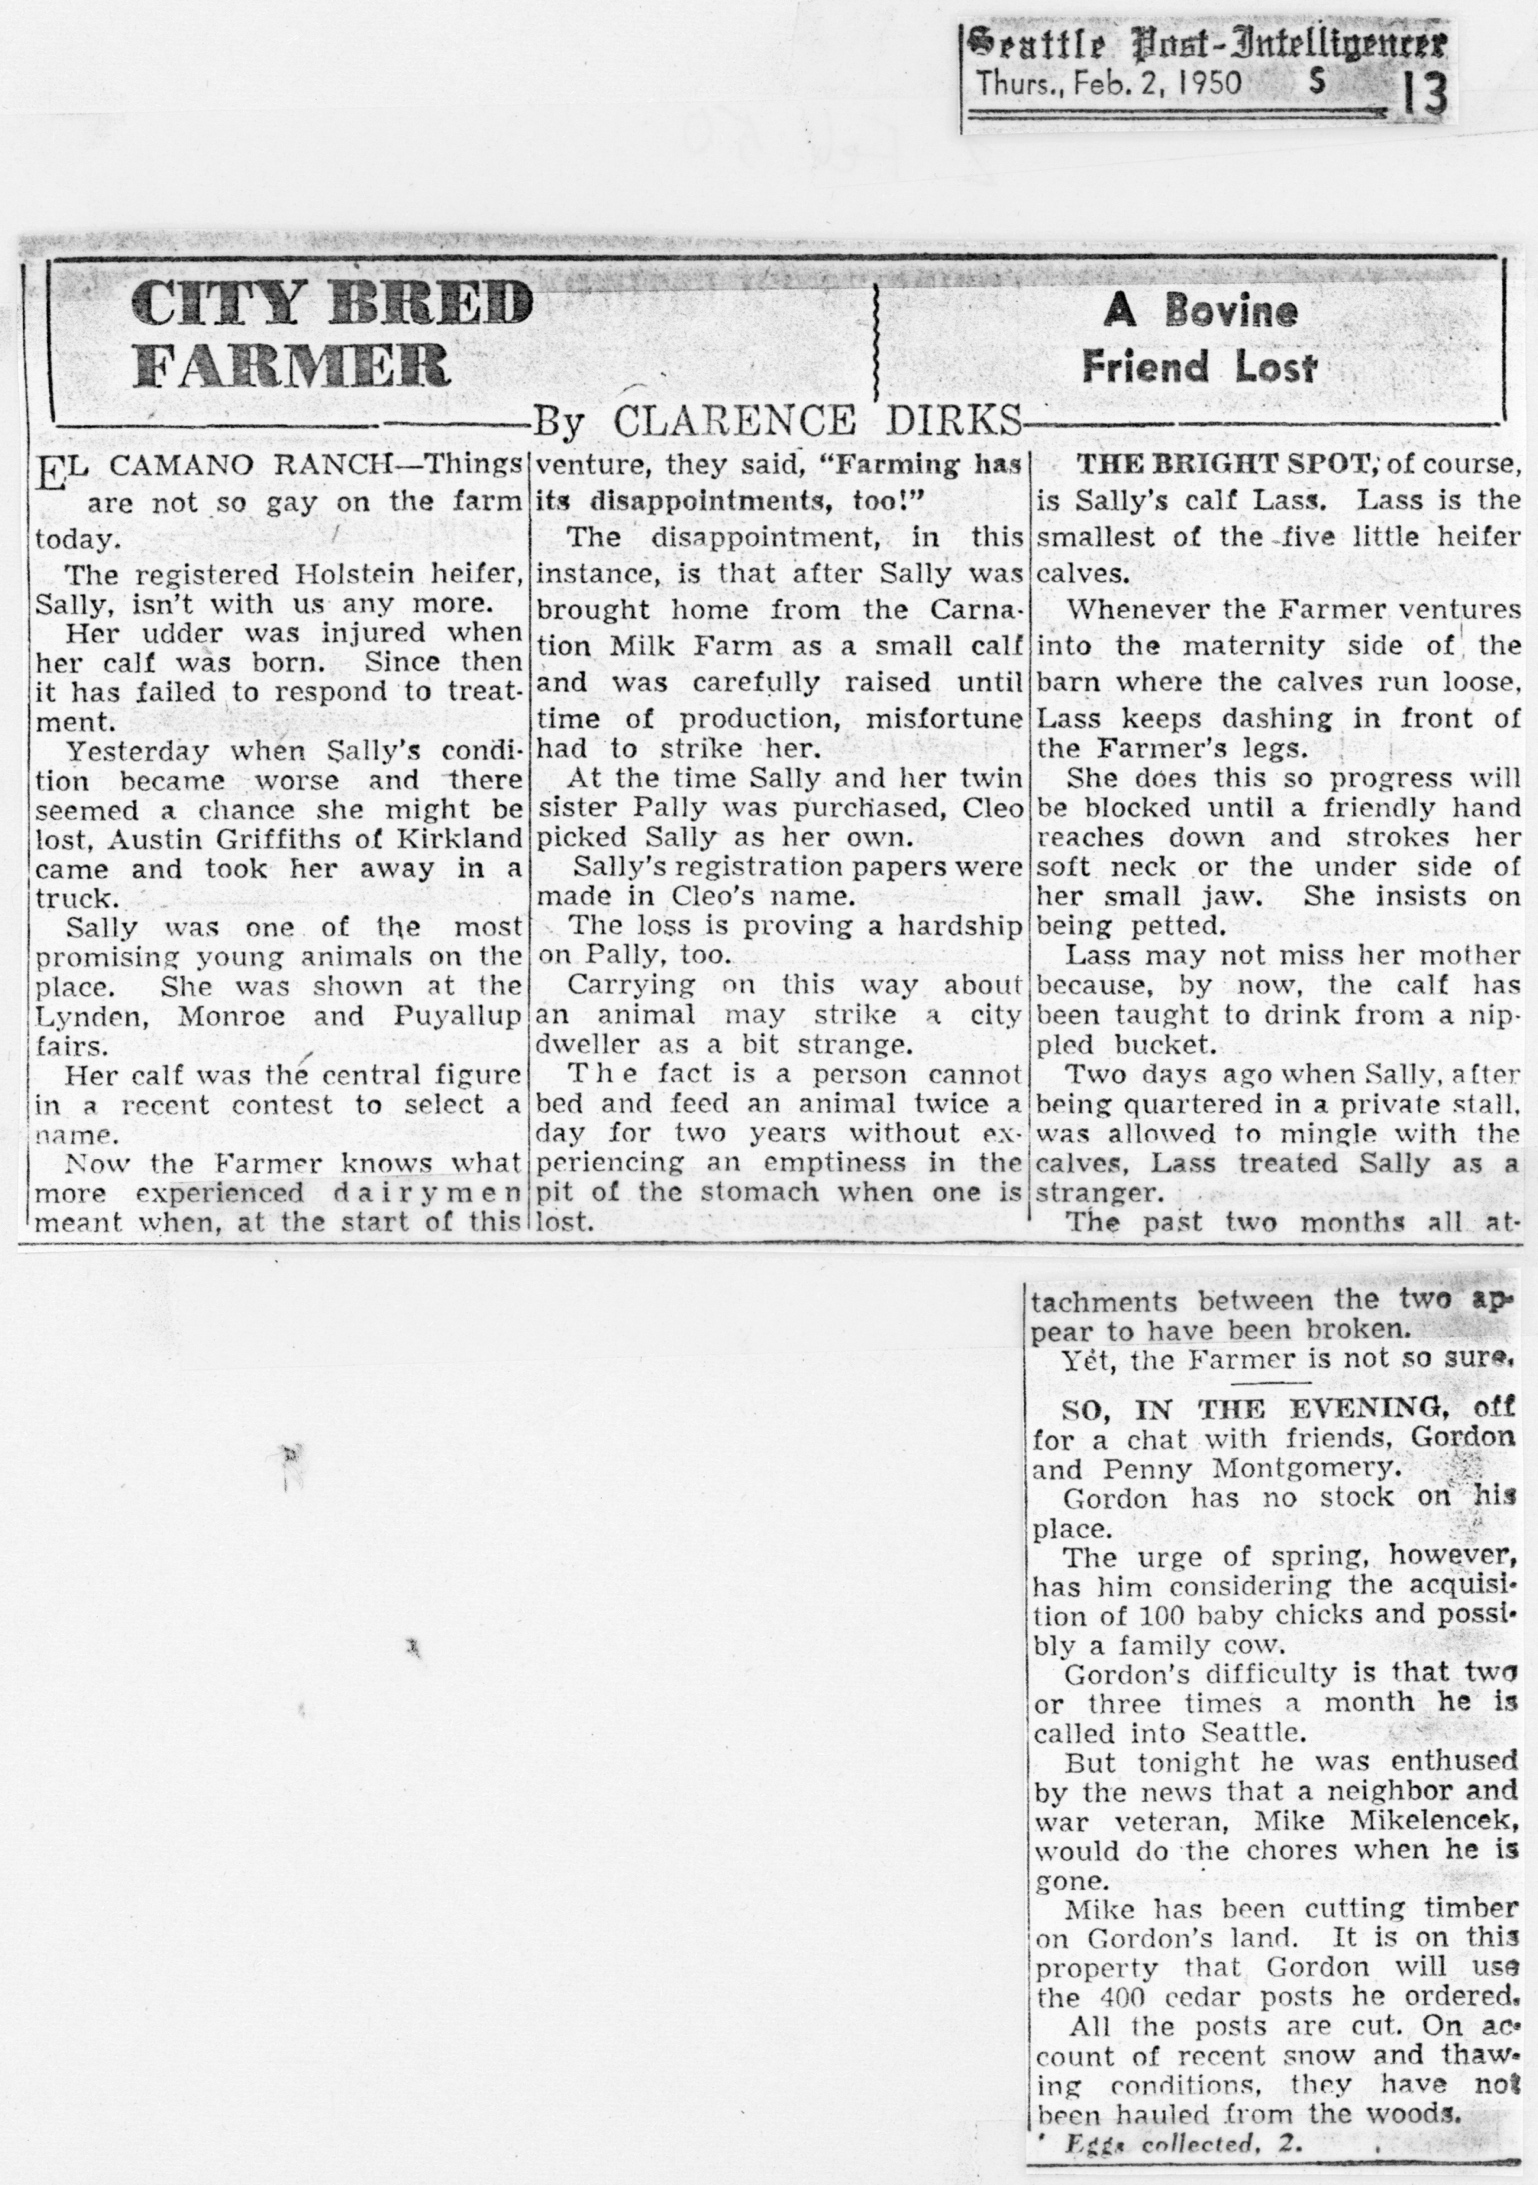 Seattle Post-Intelligencer
Thurs., Feb. 2, 1950 S 13
CITY BRED
FARMER
A Bovine
Friend Lost
By CLARENCE DIRKS
EL CAMANO RANCH—Things
are not so gay on the farm
today.
The registered Holstein heifer,
Sally, isn't with us any more.
Her udder was injured when
her calf was born. Since then
it has failed to respond to treat-
ment.
Yesterday when Sally's condi-
tion became worse and there
seemed a chance she might be
lost, Austin Griffiths of Kirkland
came and took her away in a
truck.
Sally was one of the most
promising young animals on the
place. She was shown at the
Lynden, Monroe and Puyallup
fairs.
Her calf was the central figure
in a recent contest to select a
name.
Now the Farmer knows what
more experienced dairymen
meant when, at the start of this
venture, they said, "Farming has
its disappointments, too!"
The disappointment, in this
instance, is that after Sally was
brought home from the Carna-
tion Milk Farm as a small calf
and was carefully raised until
time of production, misfortune
had to strike her.
At the time Sally and her twin
sister Pally was purchased, Cleo
picked Sally as her own.
Sally's registration papers were
made in Cleo's name.
The loss is proving a hardship
on Pally, too.
Carrying on this way about
an animal may strike a city
dweller as a bit strange.
The fact is a person cannot
bed and feed an animal twice a
day for two years without ex-
periencing an emptiness in the
pit of the stomach when one is
lost.
THE BRIGHT SPOT, of course,
is Sally's calf Lass. Lass is the
smallest of the five little heifer
calves.
Whenever the Farmer ventures
into the maternity side of the
barn where the calves run loose,
Lass keeps dashing in front of
the Farmer's legs.
She does this so progress will
be blocked until a friendly hand
reaches down and strokes her
soft neck or the under side of
her small jaw. She insists on
being petted.
Lass may not miss her mother
because, by now, the calf has
been taught to drink from a nip-
pled bucket.
Two days ago when Sally, after
being quartered in a private stall,
was allowed to mingle with the
calves, Lass treated Sally as a
stranger.
The past two months all at-
tachments between the two ap-
pear to have been broken.
Yet, the Farmer is not so sure.
SO, IN THE EVENING, off
for a chat with friends, Gordon
and Penny Montgomery.
Gordon has no stock on his
place.
The urge of spring, however,
has him considering the acquisi-
tion of 100 baby chicks and possi-
bly a family cow.
Gordon's difficulty is that two
or three times a month he is
called into Seattle.
But tonight he was enthused
by the news that a neighbor and
war veteran, Mike Mikelencek,
would do the chores when he is
gone.
Mike has been cutting timber
on Gordon's land. It is on this
property that Gordon will use
the 400 cedar posts he ordered.
All the posts are cut. On ac-
count of recent snow and thaw-
ing conditions, they have not
been hauled from the woods.
Eggs collected, 2.